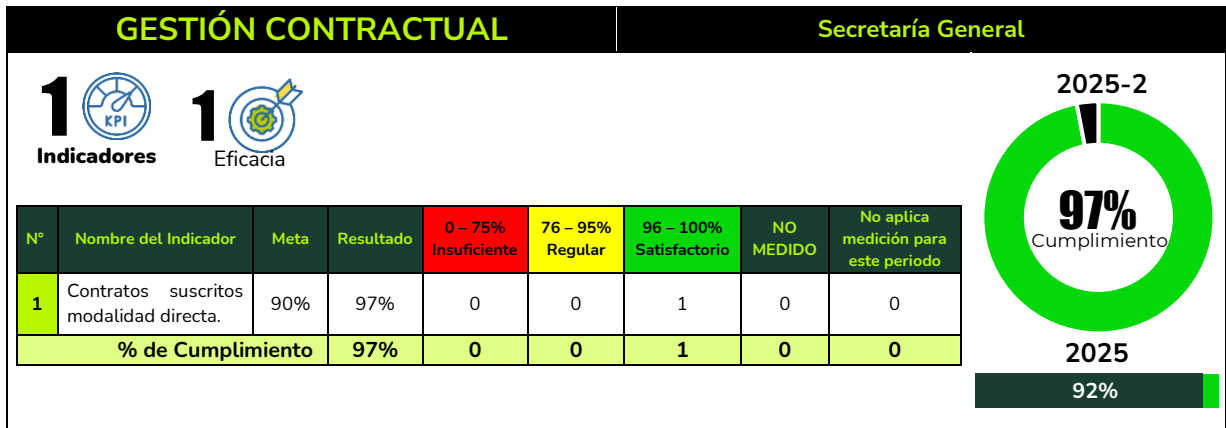 GESTIÓN CONTRACTUAL
Secretaría General
1
KPI
Indicadores
1
Eficacia
2025-2
97%
Cumplimiento
N°
Nombre del Indicador
Meta
Resultado
0 – 75%
Insuficiente
76 – 95%
Regular
96 – 100%
Satisfactorio
NO
MEDIDO
No aplica
medición para
este periodo
1
Contratos suscritos
modalidad directa.
90%
97%
0
0
1
0
0
% de Cumplimiento
97%
0
0
1
0
0
2025
92%